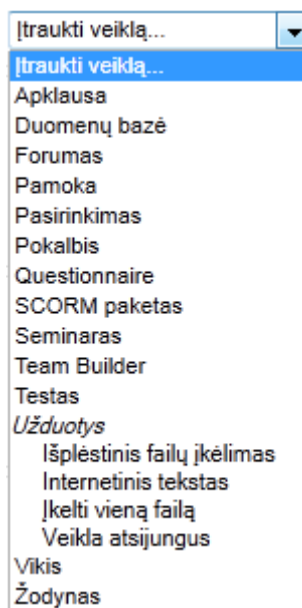 Įtraukti veiklą...
Įtraukti veiklą...
Apklausa
Duomenų bazė
Forumas
Pamoka
Pasirinkimas
Pokalbis
Questionnaire
SCORM paketas
Seminaras
Team Builder
Testas
Užduotys
Išplėstinis failų įkėlimas
Internetinis tekstas
Įkelti vieną failą
Veikla atsijungus
Vikis
Žodynas